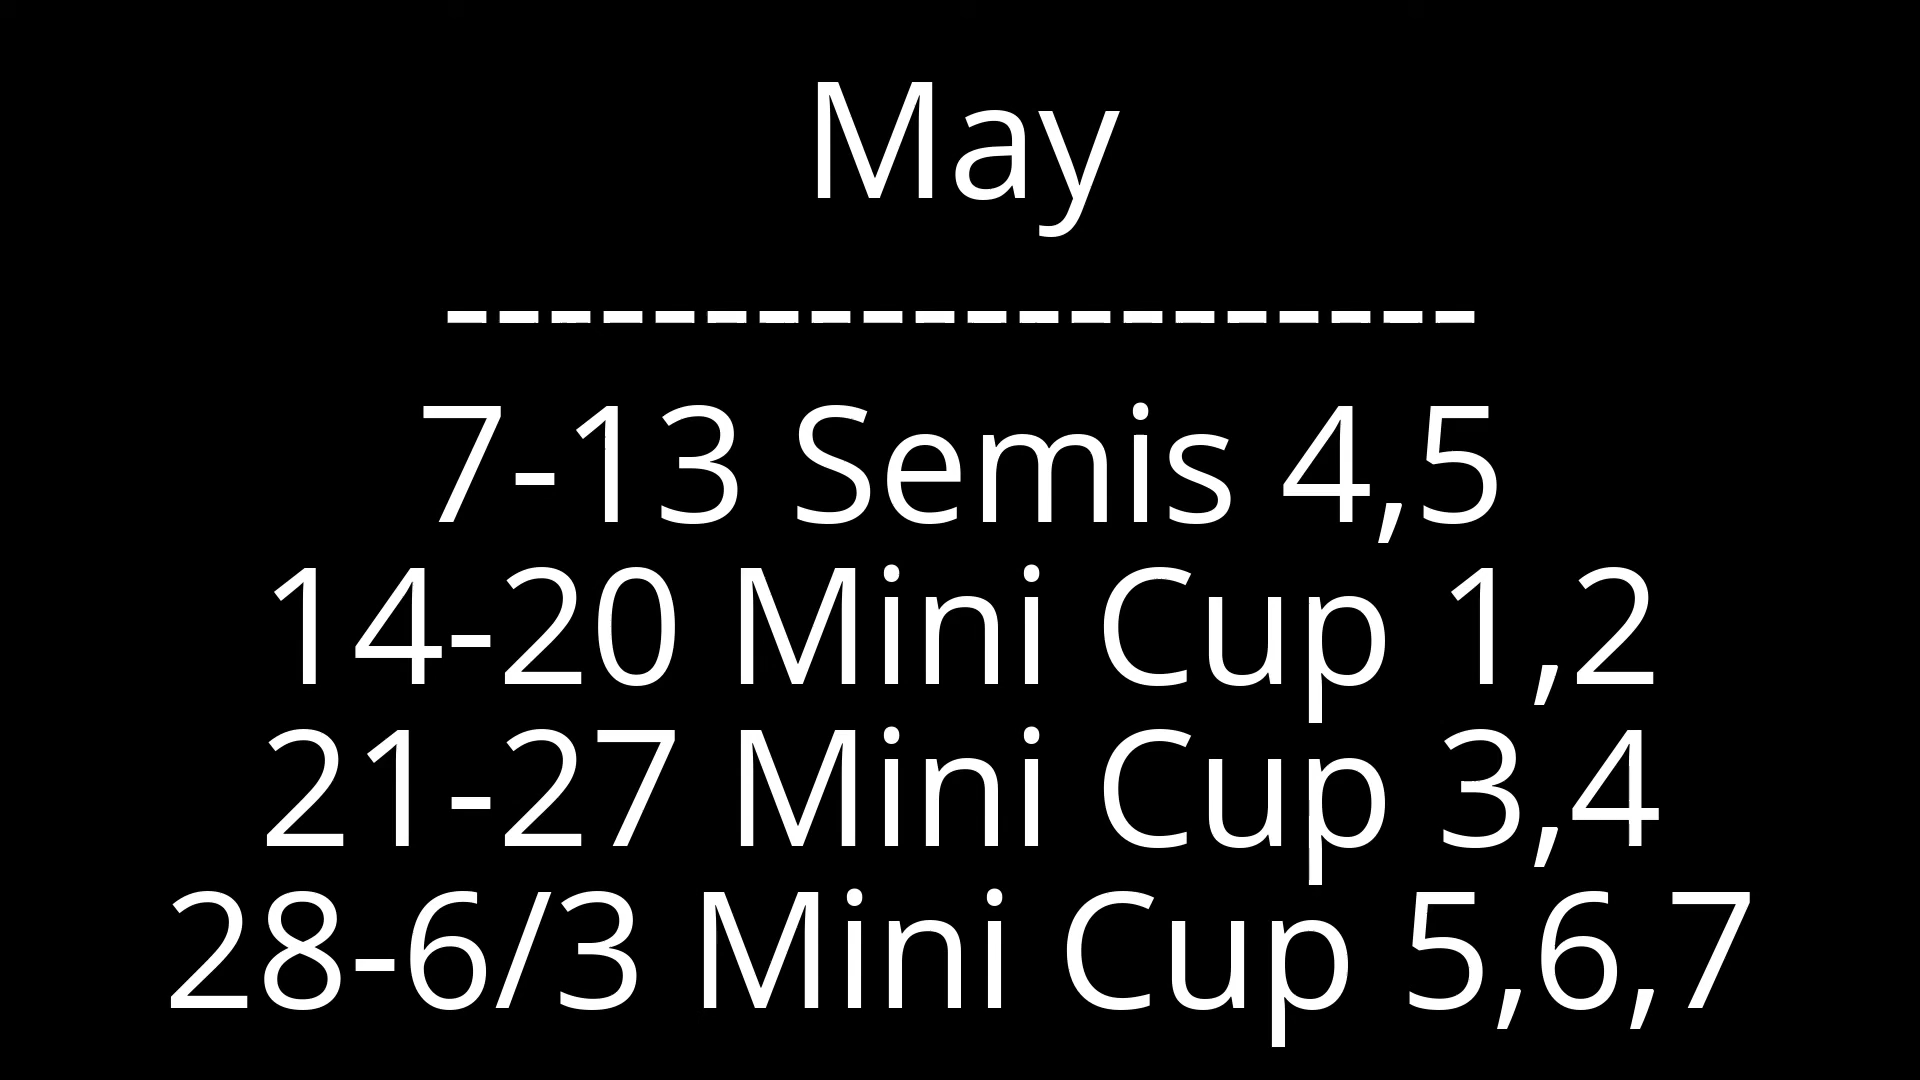 May
--------------------
7-13 Semis 4,5
14-20 Mini Cup 1,2
21-27 Mini Cup 3,4
28-6/3 Mini Cup 5,6,7